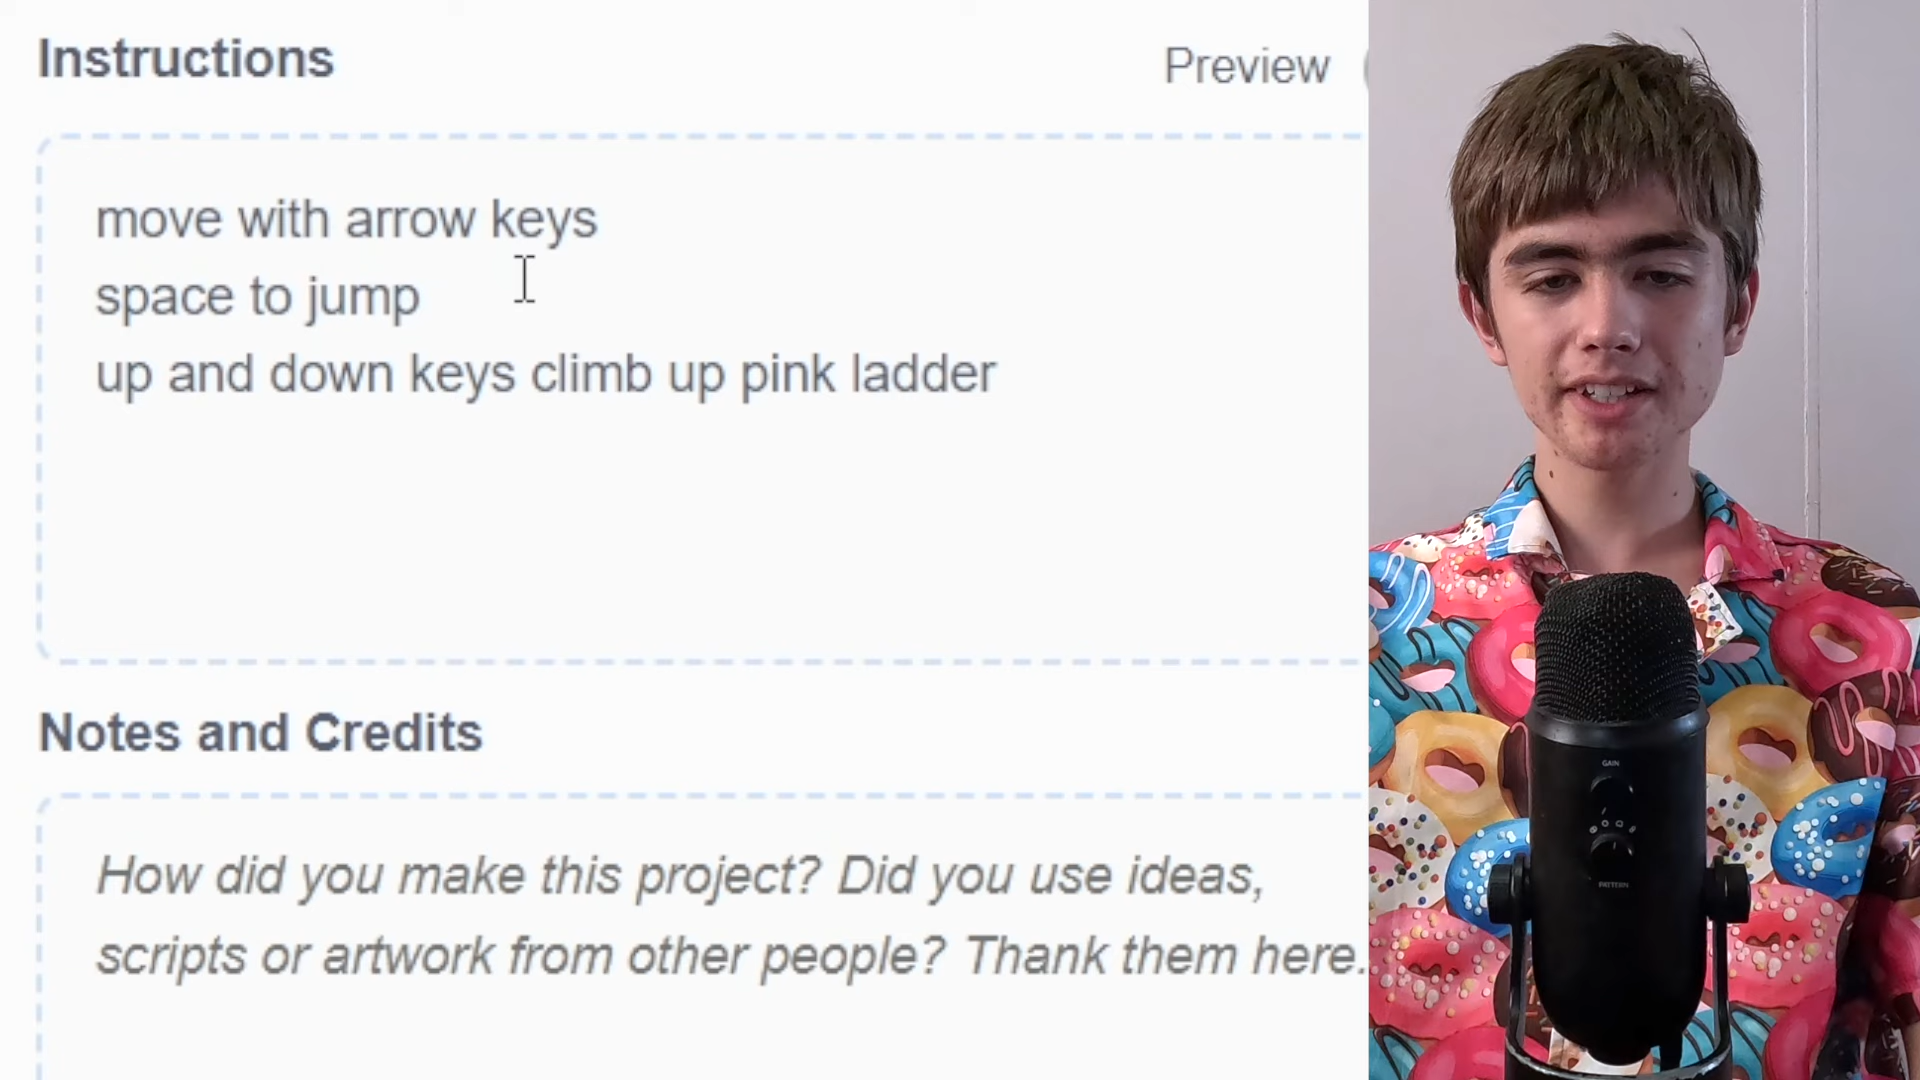 Instructions
Preview
move with arrow keys
space to jump
up and down keys climb up pink ladder
Notes and Credits
How did you make this project? Did you use ideas,
scripts or artwork from other people? Thank them here.
GAIN
PATTERN